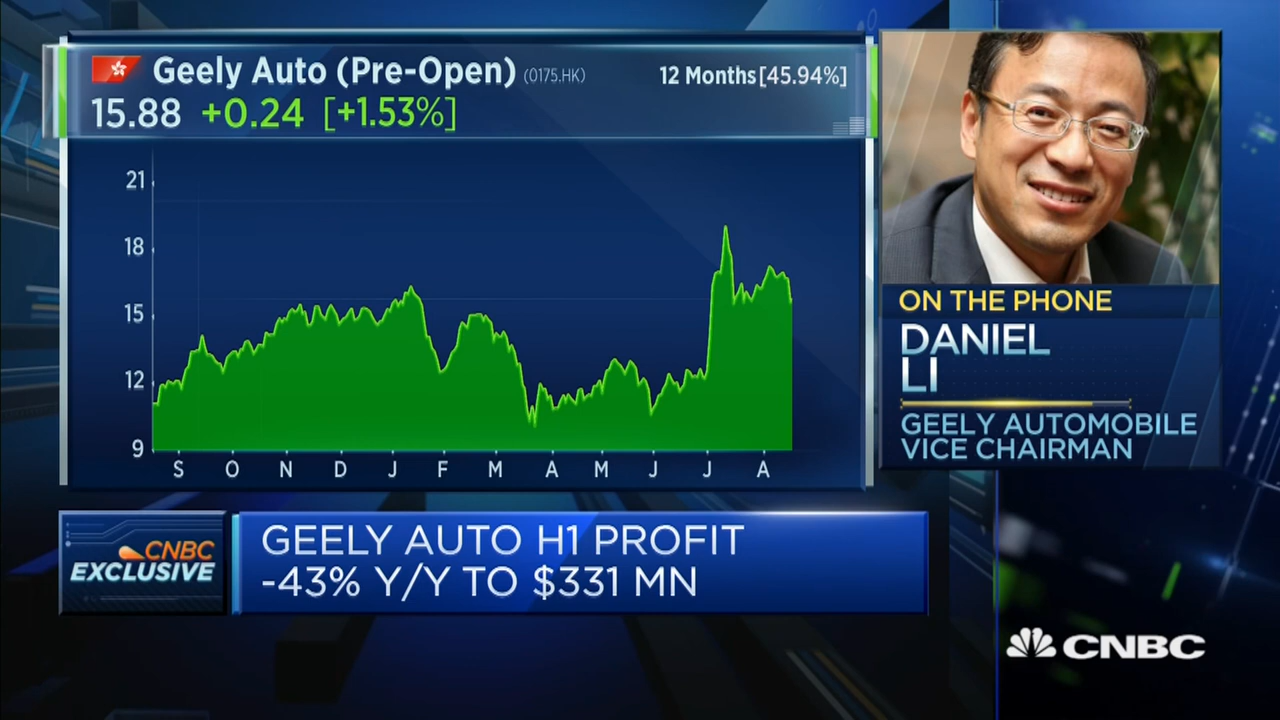 Geely Auto (Pre-Open) (0175.HK)
12 Months[45.94%]
15.88 +0.24 [+1.53%]
21
18
15
12
9
S O N D J F M A M J J A
ON THE PHONE
DANIEL
LI
GEELY AUTOMOBILE
VICE CHAIRMAN
CNBC
EXCLUSIVE
GEELY AUTO H1 PROFIT
-43% Y/Y TO $331 MN
CNBC